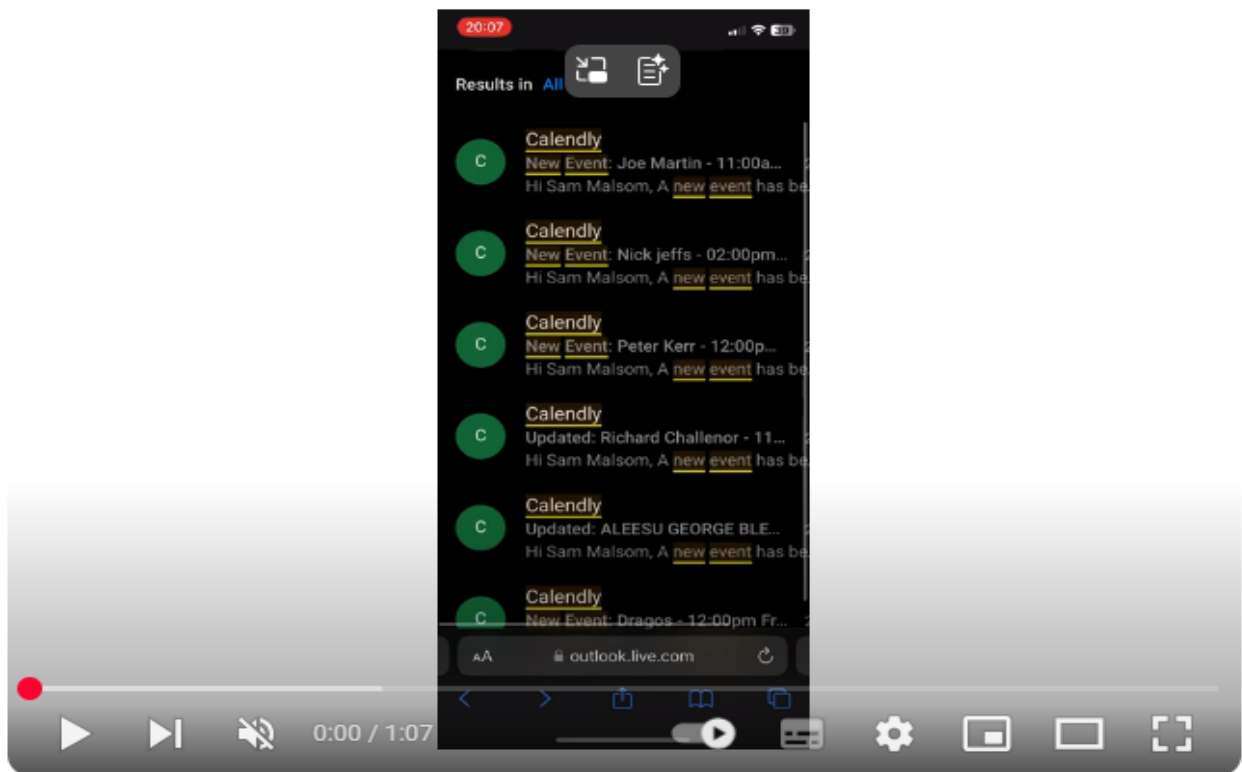 20:07
39
Results in All
C
Calendly
New Event: Joe Martin - 11:00a...
Hi Sam Malsom, A new event has be
C
Calendly
New Event: Nick jeffs - 02:00pm...
Hi Sam Malsom, A new event has be
C
Calendly
New Event: Peter Kerr - 12:00p...
Hi Sam Malsom, A new event has be
C
Calendly
Updated: Richard Challenor - 11...
Hi Sam Malsom, A new event has be
C
Calendly
Updated: ALEESU GEORGE BLE...
Hi Sam Malsom, A new event has be
C
Calendly
New Event: Dragos - 12:00pm Fr...
AA outlook.live.com
0:00 / 1:07